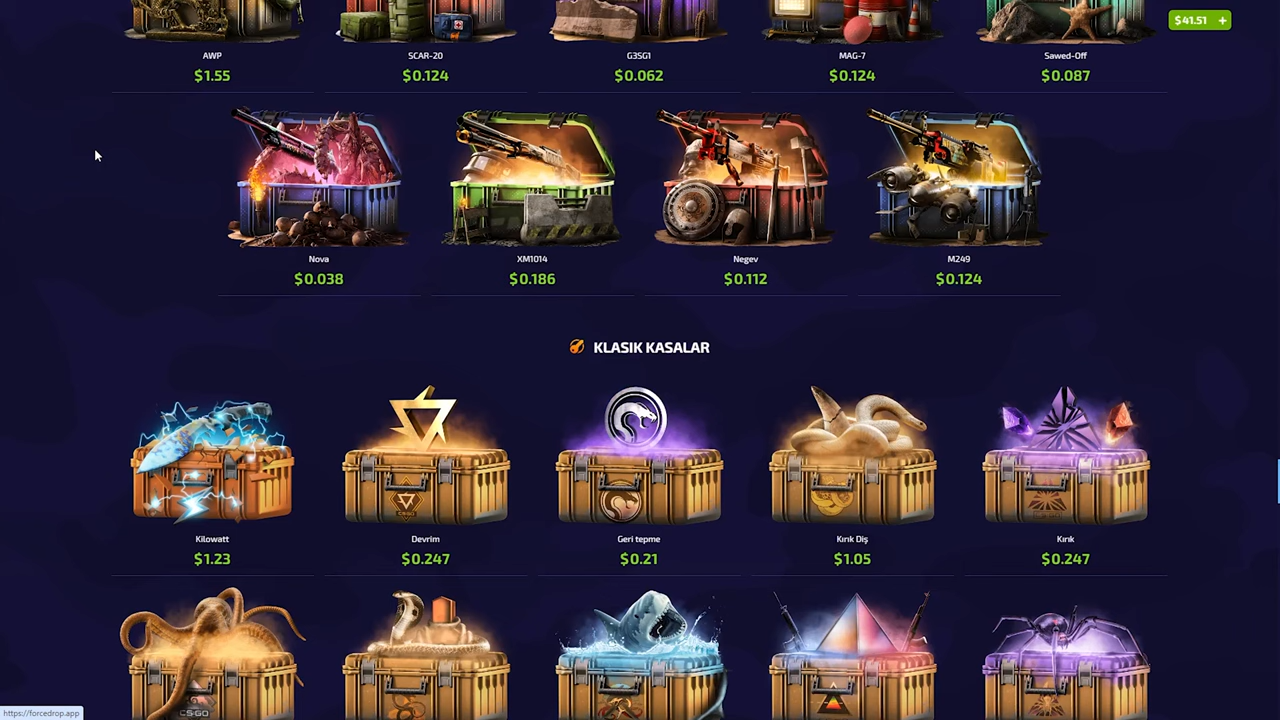 $41.51 +
AWP
$1.55
SCAR-20
$0.124
G3SG1
$0.062
MAG-7
$0.124
Sawed-Off
$0.087
Nova
$0.038
XM1014
$0.186
Negev
$0.112
M249
$0.124
KLASIK KASALAR
Kilowatt
$1.23
Devrim
$0.247
Geri tepme
$0.21
Kırık Diş
$1.05
Kırık
$0.247
CS:GO
https://forcedrop.app